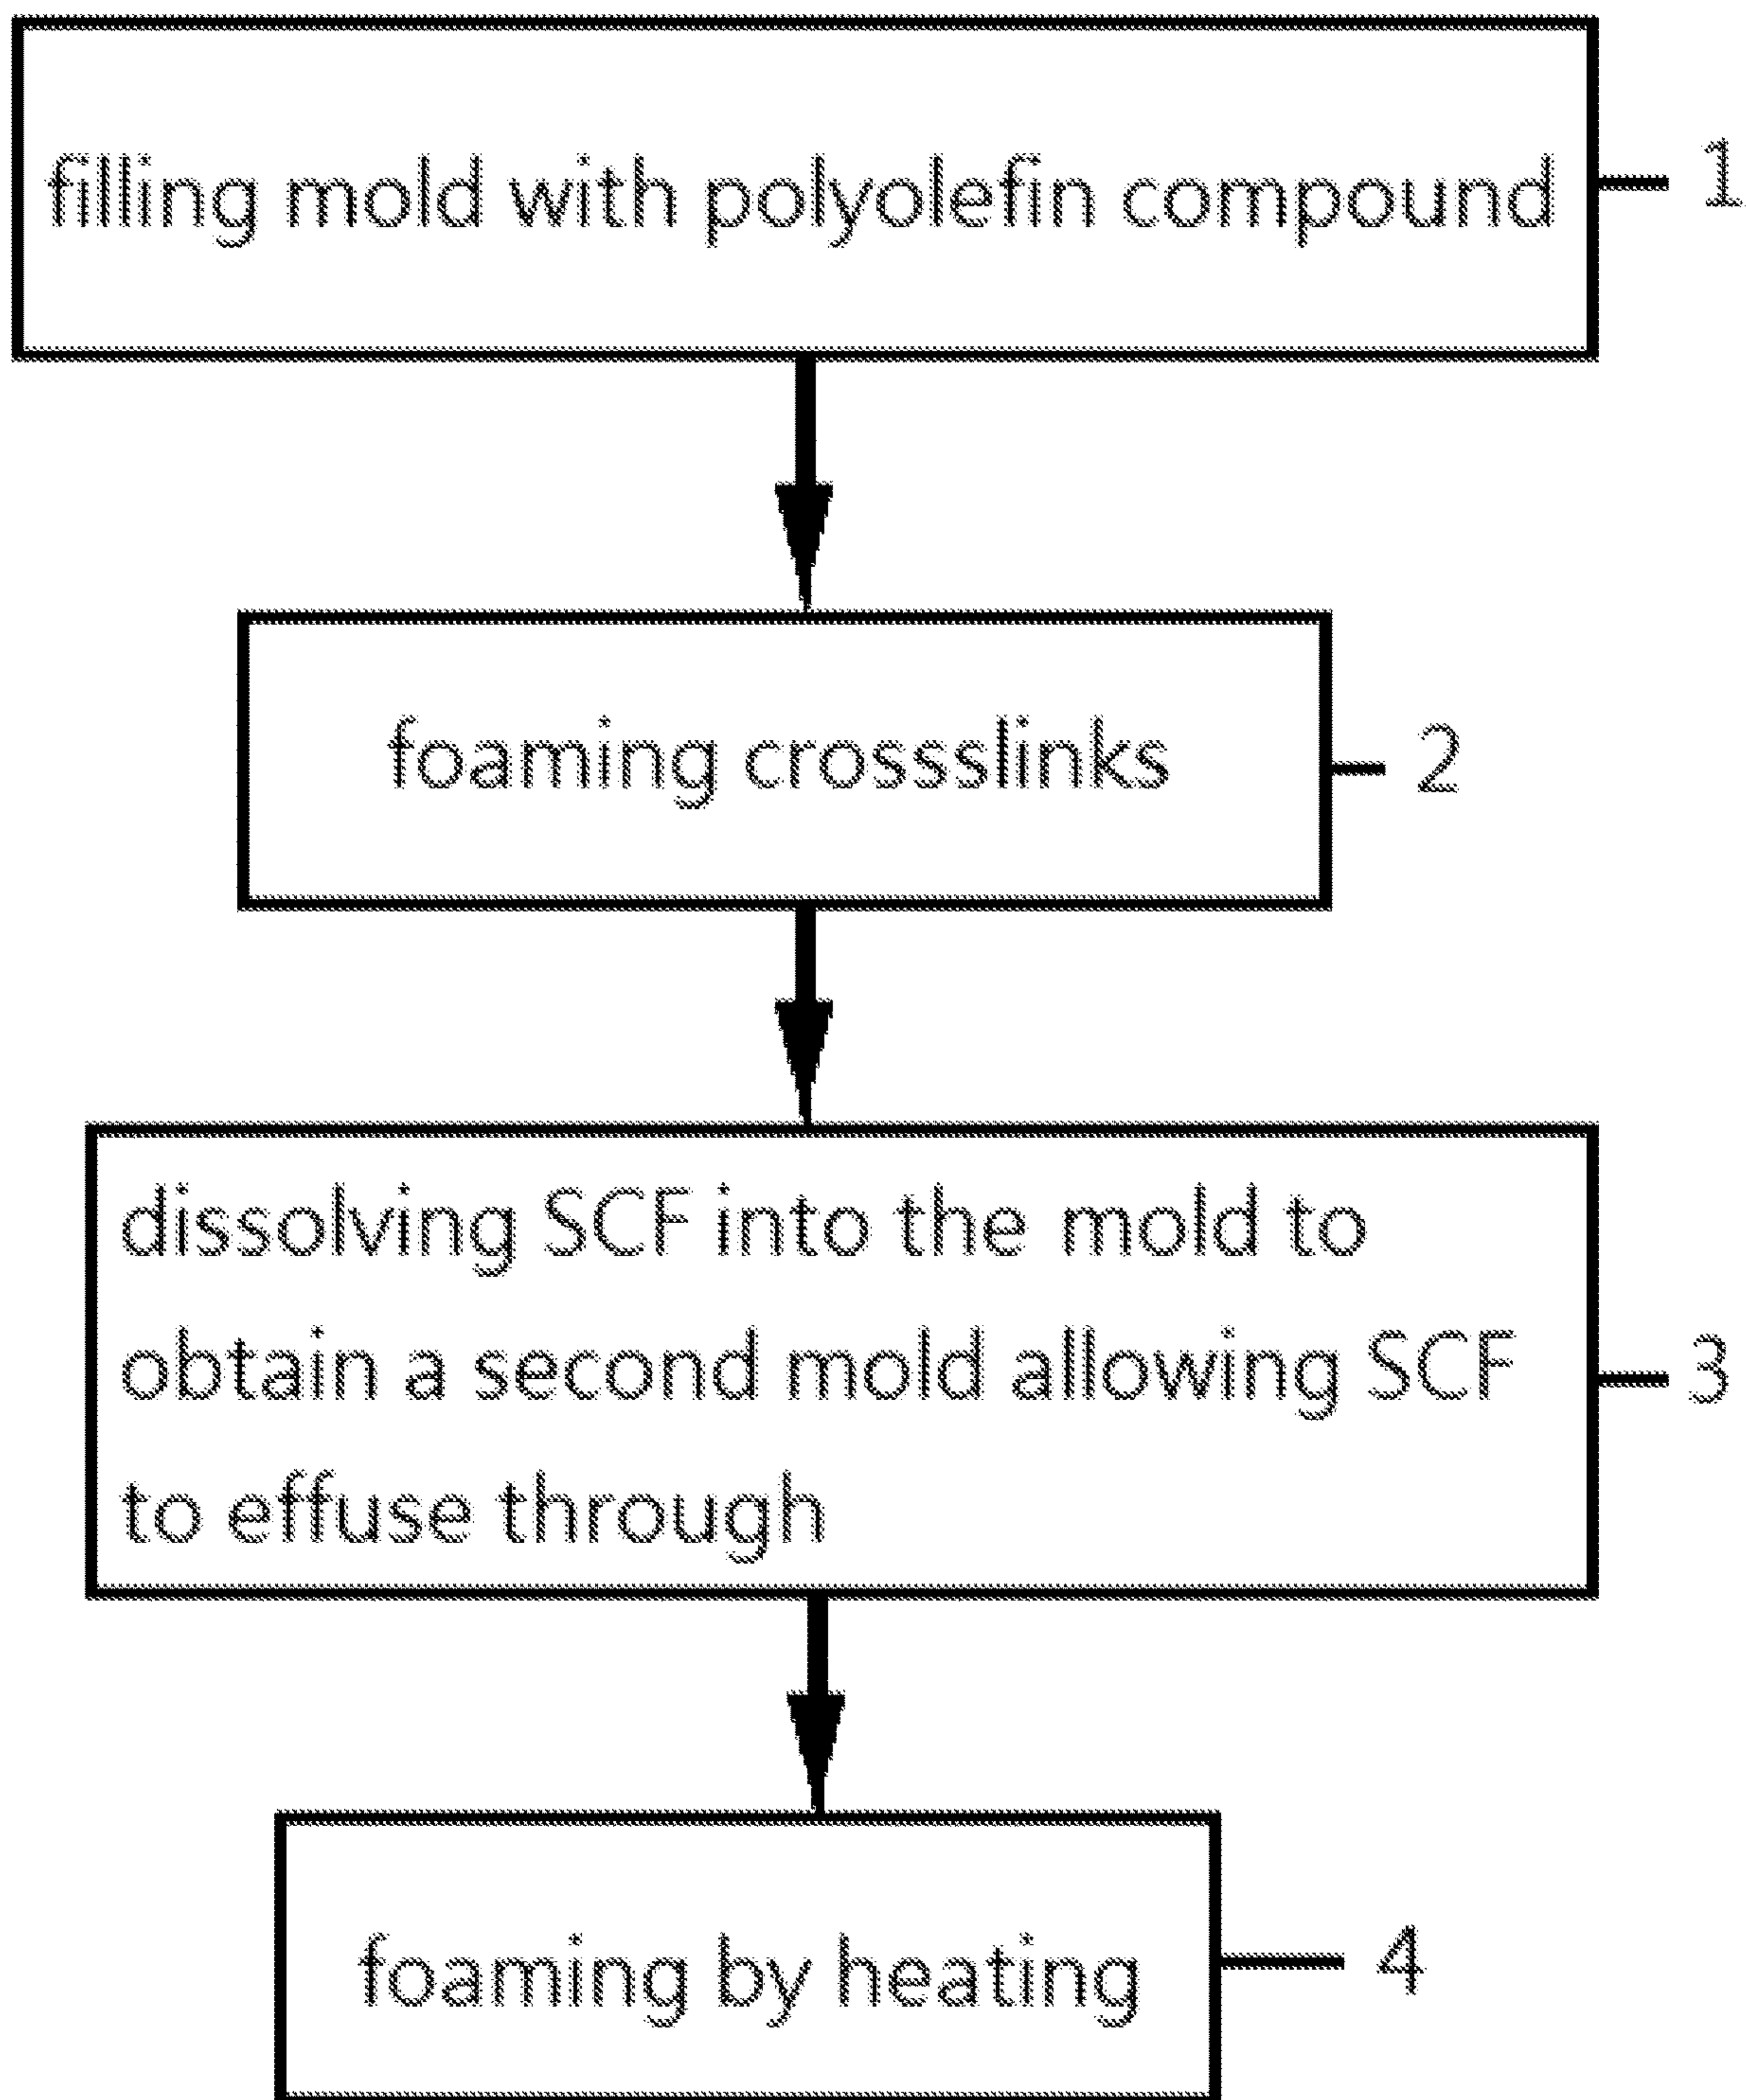 filling mold with polyolefin compound
1
foaming crossslinks
2
dissolving SCF into the mold to
obtain a second mold allowing SCF
to effuse through
3
foaming by heating
4